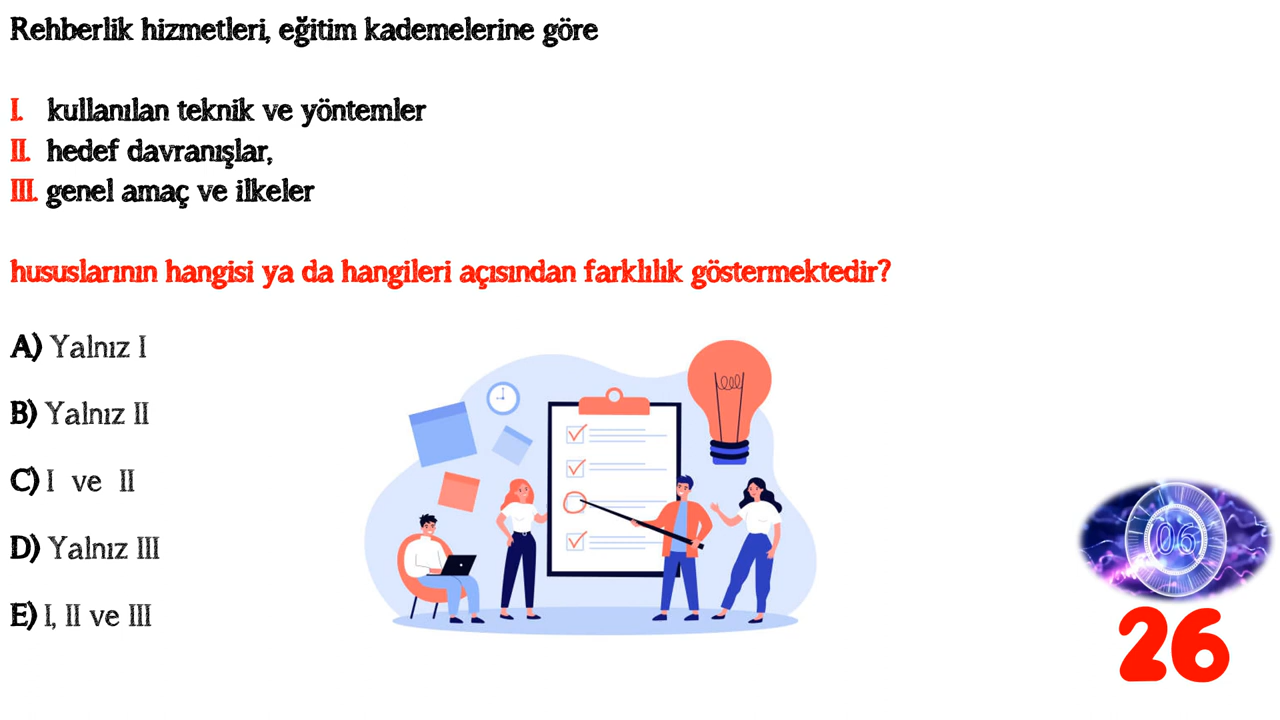 Rehberlik hizmetleri, eğitim kademelerine göre
I. kullanılan teknik ve yöntemler
II. hedef davranışlar,
III. genel amaç ve ilkeler
hususlarının hangisi ya da hangileri açısından farklılık göstermektedir?
A) Yalnız I
B) Yalnız II
C) I ve II
D) Yalnız III
E) I, II ve III
06
26